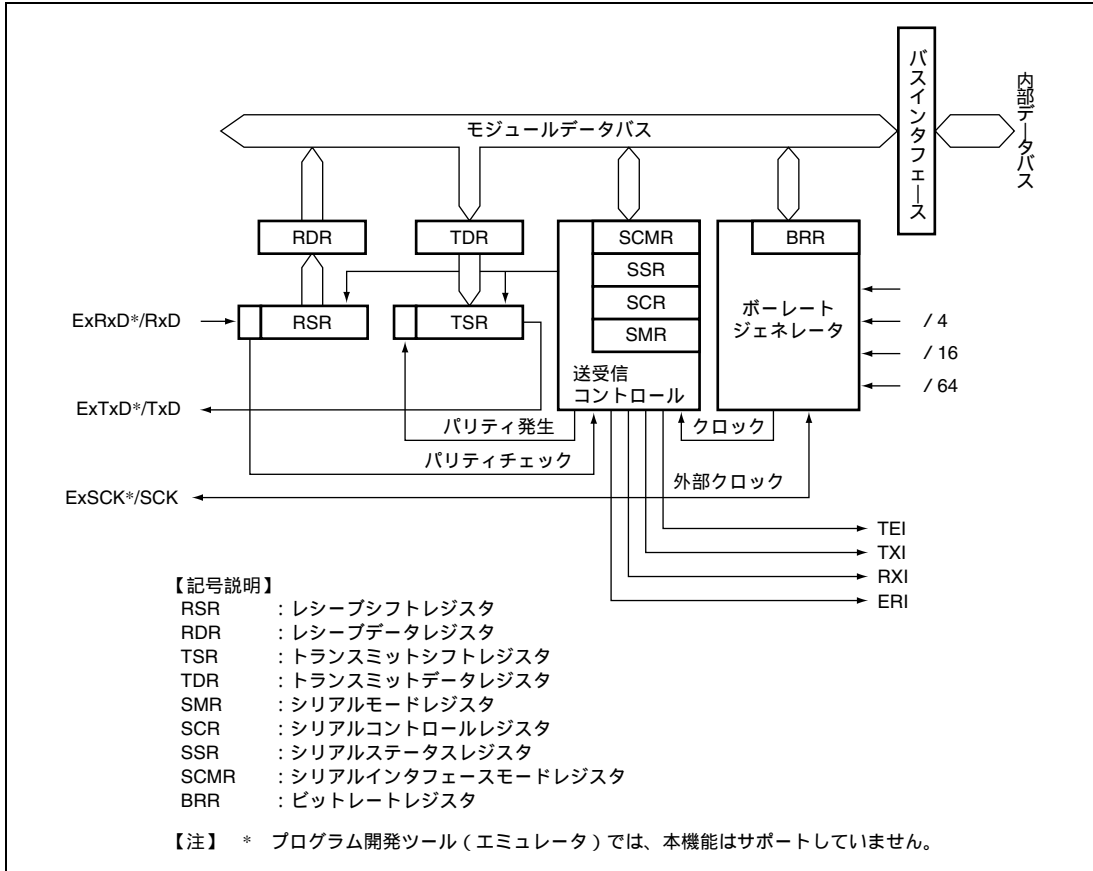 バスインタフェース
内部データバス
モジュールデータバス
RDR
TDR
SCMR
BRR
SSR
SCR
SMR
ExRxD*/RxD
RSR
TSR
ボーレート
ジェネレータ
/ 4
/ 16
/ 64
送受信
コントロール
ExTxD*/TxD
パリティ発生
クロック
パリティチェック
外部クロック
ExSCK*/SCK
TEI
TXI
RXI
ERI
【記号説明】
RSR :レシーブシフトレジスタ
RDR :レシーブデータレジスタ
TSR :トランスミットシフトレジスタ
TDR :トランスミットデータレジスタ
SMR :シリアルモードレジスタ
SCR :シリアルコントロールレジスタ
SSR :シリアルステータスレジスタ
SCMR :シリアルインタフェースモードレジスタ
BRR :ビットレートレジスタ
【注】 * プログラム開発ツール(エミュレータ)では、本機能はサポートしていません。